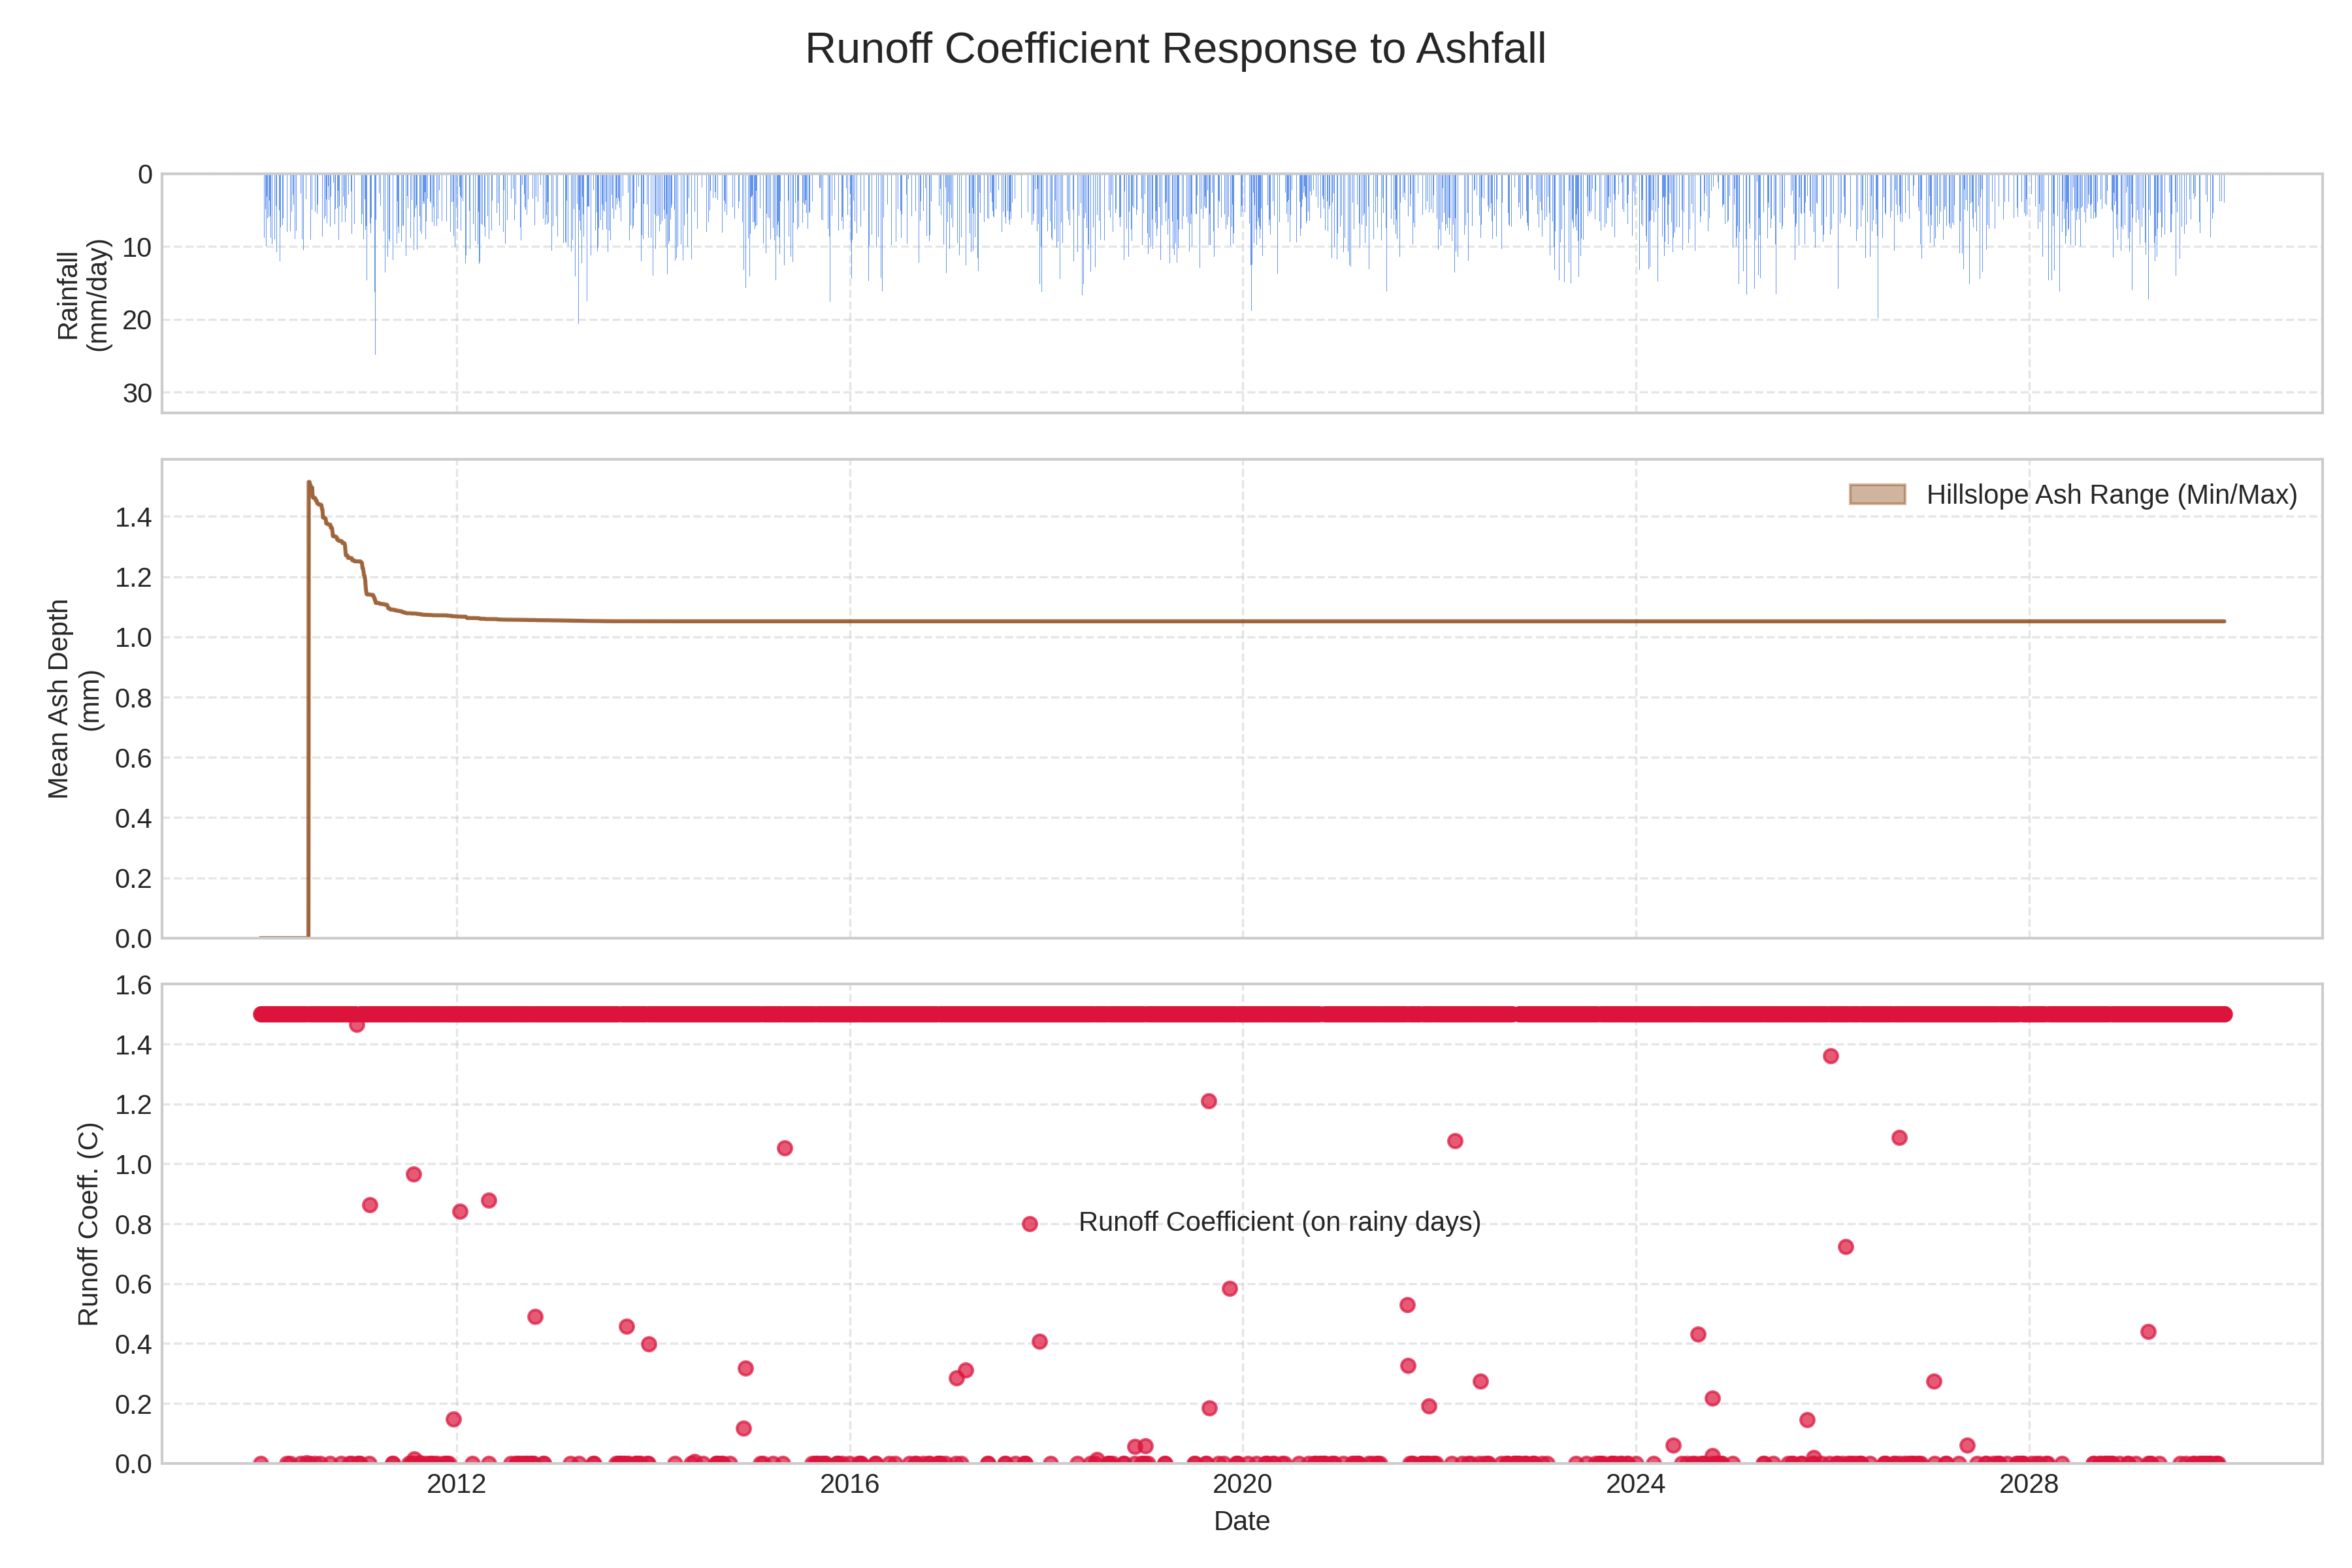 Runoff Coefficient Response to Ashfall
Rainfall
(mm/day)
0
10
20
30
Mean Ash Depth
(mm)
1.4
1.2
1.0
0.8
0.6
0.4
0.2
0.0
Hillslope Ash Range (Min/Max)
Runoff Coeff. (C)
1.6
1.4
1.2
1.0
0.8
0.6
0.4
0.2
0.0
Runoff Coefficient (on rainy days)
2012
2016
2020
2024
2028
Date